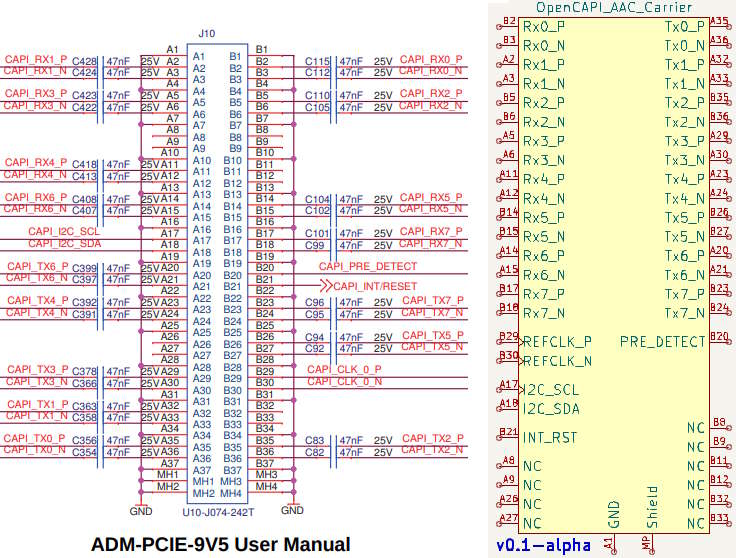 J10
A1 A1 B1 B1
CAPI_RX1_P C428 47nF 25V A2 A2 B2 B2 C115 47nF 25V CAPI_RX0_P
CAPI_RX1_N C424 47nF A3 A3 B3 B3 C112 47nF CAPI_RX0_N
A4 A4 B4 B4
CAPI_RX3_P C423 47nF 25V A5 A5 B5 B5 C110 47nF 25V CAPI_RX2_P
CAPI_RX3_N C422 47nF A6 A6 B6 B6 C105 47nF CAPI_RX2_N
A7 A7 B7 B7
A8 A8 B8 B8
A9 A9 B9 B9
A10 A10 B10 B10
CAPI_RX4_P C418 47nF 25V A11 A11 B11 B11
CAPI_RX4_N C413 47nF A12 A12 B12 B12
A13 A13 B13 B13
CAPI_RX6_P C408 47nF 25V A14 A14 B14 B14 C104 47nF 25V CAPI_RX5_P
CAPI_RX6_N C407 47nF A15 A15 B15 B15 C102 47nF CAPI_RX5_N
A16 A16 B16 B16
CAPI_I2C_SCL A17 A17 B17 B17 C101 47nF 25V CAPI_RX7_P
CAPI_I2C_SDA A18 A18 B18 B18 C99 47nF CAPI_RX7_N
A19 A19 B19 B19
CAPI_TX6_P C399 47nF 25V A20 A20 B20 B20 CAPI_PRE_DETECT
CAPI_TX6_N C397 47nF A21 A21 B21 B21 CAPI_INT/RESET
A22 A22 B22 B22
CAPI_TX4_P C392 47nF 25V A23 A23 B23 B23 C96 47nF 25V CAPI_TX7_P
CAPI_TX4_N C391 47nF A24 A24 B24 B24 C95 47nF CAPI_TX7_N
A25 A25 B25 B25
A26 A26 B26 B26 C94 47nF 25V CAPI_TX5_P
A27 A27 B27 B27 C92 47nF CAPI_TX5_N
A28 A28 B28 B28
CAPI_TX3_P C378 47nF 25V A29 A29 B29 B29 CAPI_CLK_0_P
CAPI_TX3_N C366 47nF A30 A30 B30 B30 CAPI_CLK_0_N
A31 A31 B31 B31
CAPI_TX1_P C363 47nF 25V A32 A32 B32 B32
CAPI_TX1_N C358 47nF A33 A33 B33 B33
A34 A34 B34 B34
CAPI_TX0_P C356 47nF 25V A35 A35 B35 B35 C83 47nF 25V CAPI_TX2_P
CAPI_TX0_N C354 47nF A36 A36 B36 B36 C82 47nF CAPI_TX2_N
A37 A37 B37 B37
MH1 MH1 MH3 MH3
MH2 MH2 MH4 MH4
GND U10-J074-242T GND
ADM-PCIE-9V5 User Manual
OpenCAPI_AAC_Carrier
B2 Rx0_P Tx0_P A35
B3 Rx0_N Tx0_N A36
A2 Rx1_P Tx1_P A32
A3 Rx1_N Tx1_N A33
B5 Rx2_P Tx2_P B35
B6 Rx2_N Tx2_N B36
A5 Rx3_P Tx3_P A29
A6 Rx3_N Tx3_N A30
A11 Rx4_P Tx4_P A23
A12 Rx4_N Tx4_N A24
B14 Rx5_P Tx5_P B26
B15 Rx5_N Tx5_N B27
A14 Rx6_P Tx6_P A20
A15 Rx6_N Tx6_N A21
B17 Rx7_P Tx7_P B23
B18 Rx7_N Tx7_N B24
B29 REFCLK_P PRE_DETECT B20
B30 REFCLK_N
A17 I2C_SCL
A18 I2C_SDA
NC B8
B21 INT_RST NC B9
A8 NC NC B11
A9 NC NC B12
A26 NC NC B32
A27 NC NC B33
GND Shield
A1 MP
v0.1-alpha